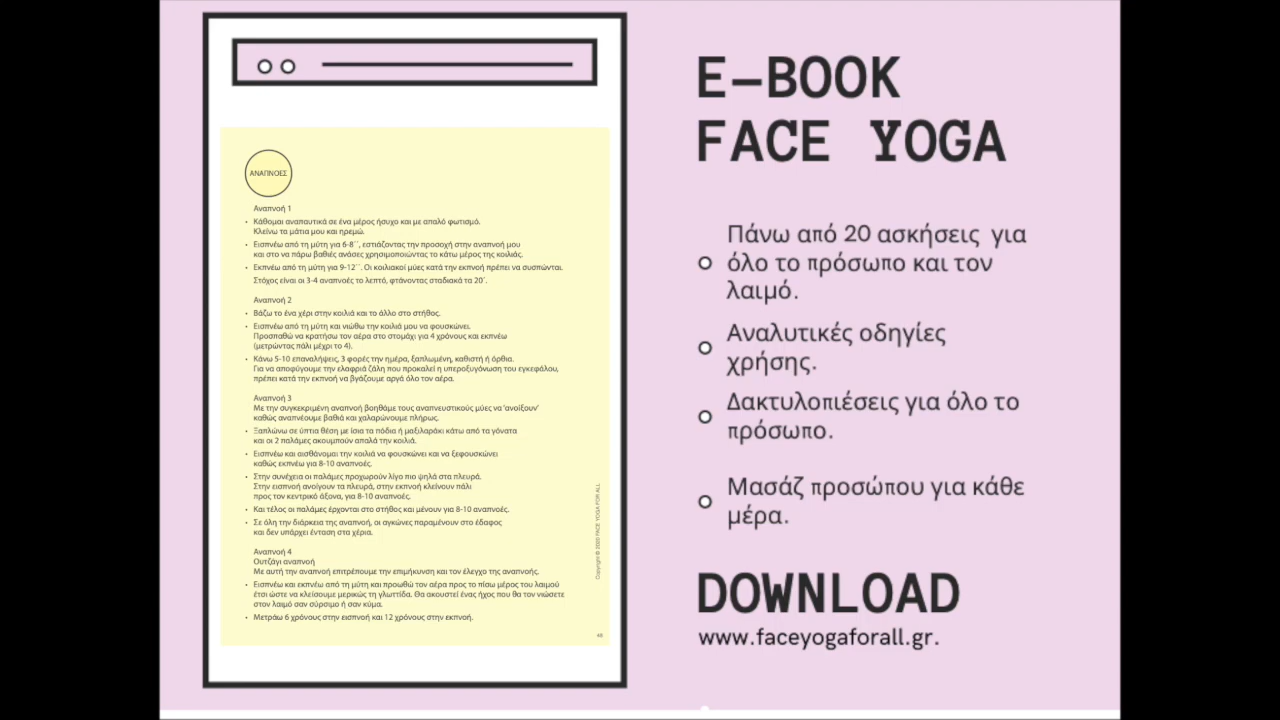 ΑΝΑΠΝΟΕΣ
Αναπνοή 1
• Κάθομαι αναπαυτικά σε ένα μέρος ήσυχο και με απαλό φωτισμό.
Κλείνω τα μάτια μου και ηρεμώ.
• Εισπνέω από τη μύτη για 6-8΄΄, εστιάζοντας την προσοχή στην αναπνοή μου
και στο να πάρω βαθιές ανάσες χρησιμοποιώντας το κάτω μέρος της κοιλιάς.
• Εκπνέω από τη μύτη για 9-12΄΄. Οι κοιλιακοί μύες κατά την εκπνοή πρέπει να συσπώνται.
Στόχος είναι οι 3-4 αναπνοές το λεπτό, φτάνοντας σταδιακά τα 20΄.
Αναπνοή 2
• Βάζω το ένα χέρι στην κοιλιά και το άλλο στο στήθος.
• Εισπνέω από τη μύτη και νιώθω την κοιλιά μου να φουσκώνει.
Προσπαθώ να κρατήσω τον αέρα στο στομάχι για 4 χρόνους και εκπνέω
(μετρώντας πάλι μέχρι το 4).
• Κάνω 5-10 επαναλήψεις, 3 φορές την ημέρα, ξαπλωμένη, καθιστή ή όρθια.
Για να αποφύγουμε την ελαφριά ζάλη που προκαλεί η υπεροξυγόνωση του εγκεφάλου,
πρέπει κατά την εκπνοή να βγάζουμε αργά όλο τον αέρα.
Αναπνοή 3
Με την συγκεκριμένη αναπνοή βοηθάμε τους αναπνευστικούς μύες να ‘ανοίξουν’
καθώς αναπνέουμε βαθιά και χαλαρώνουμε πλήρως.
• Ξαπλώνω σε ύπτια θέση με ίσια τα πόδια ή μαξιλαράκι κάτω από τα γόνατα
και οι 2 παλάμες ακουμπούν απαλά την κοιλιά.
• Εισπνέω και αισθάνομαι την κοιλιά να φουσκώνει και να ξεφουσκώνει
καθώς εκπνέω για 8-10 αναπνοές.
• Στην συνέχεια οι παλάμες προχωρούν λίγο πιο ψηλά στα πλευρά.
Στην εισπνοή ανοίγουν τα πλευρά, στην εκπνοή κλείνουν πάλι
προς τον κεντρικό άξονα, για 8-10 αναπνοές.
• Και τέλος οι παλάμες έρχονται στο στήθος και μένουν για 8-10 αναπνοές.
• Σε όλη την διάρκεια της αναπνοή, οι αγκώνες παραμένουν στο έδαφος
και δεν υπάρχει ένταση στα χέρια.
Αναπνοή 4
Ουτζάγι αναπνοή
Με αυτή την αναπνοή επιτρέπουμε την επιμήκυνση και τον έλεγχο της αναπνοής.
• Εισπνέω και εκπνέω από τη μύτη και προωθώ τον αέρα προς το πίσω μέρος του λαιμού
έτσι ώστε να κλείσουμε μερικώς τη γλωττίδα. Θα ακουστεί ένας ήχος που θα τον νιώσετε
στον λαιμό σαν σύρσιμο ή σαν κύμα.
• Μετράω 6 χρόνους στην εισπνοή και 12 χρόνους στην εκπνοή.
Copyright © 2020 FACE YOGA FOR ALL
48
E-BOOK
FACE YOGA
Πάνω από 20 ασκήσεις για
όλο το πρόσωπο και τον
λαιμό.
Αναλυτικές οδηγίες
χρήσης.
Δακτυλοπιέσεις για όλο το
πρόσωπο.
Μασάζ προσώπου για κάθε
μέρα.
DOWNLOAD
www.faceyogaforall.gr.